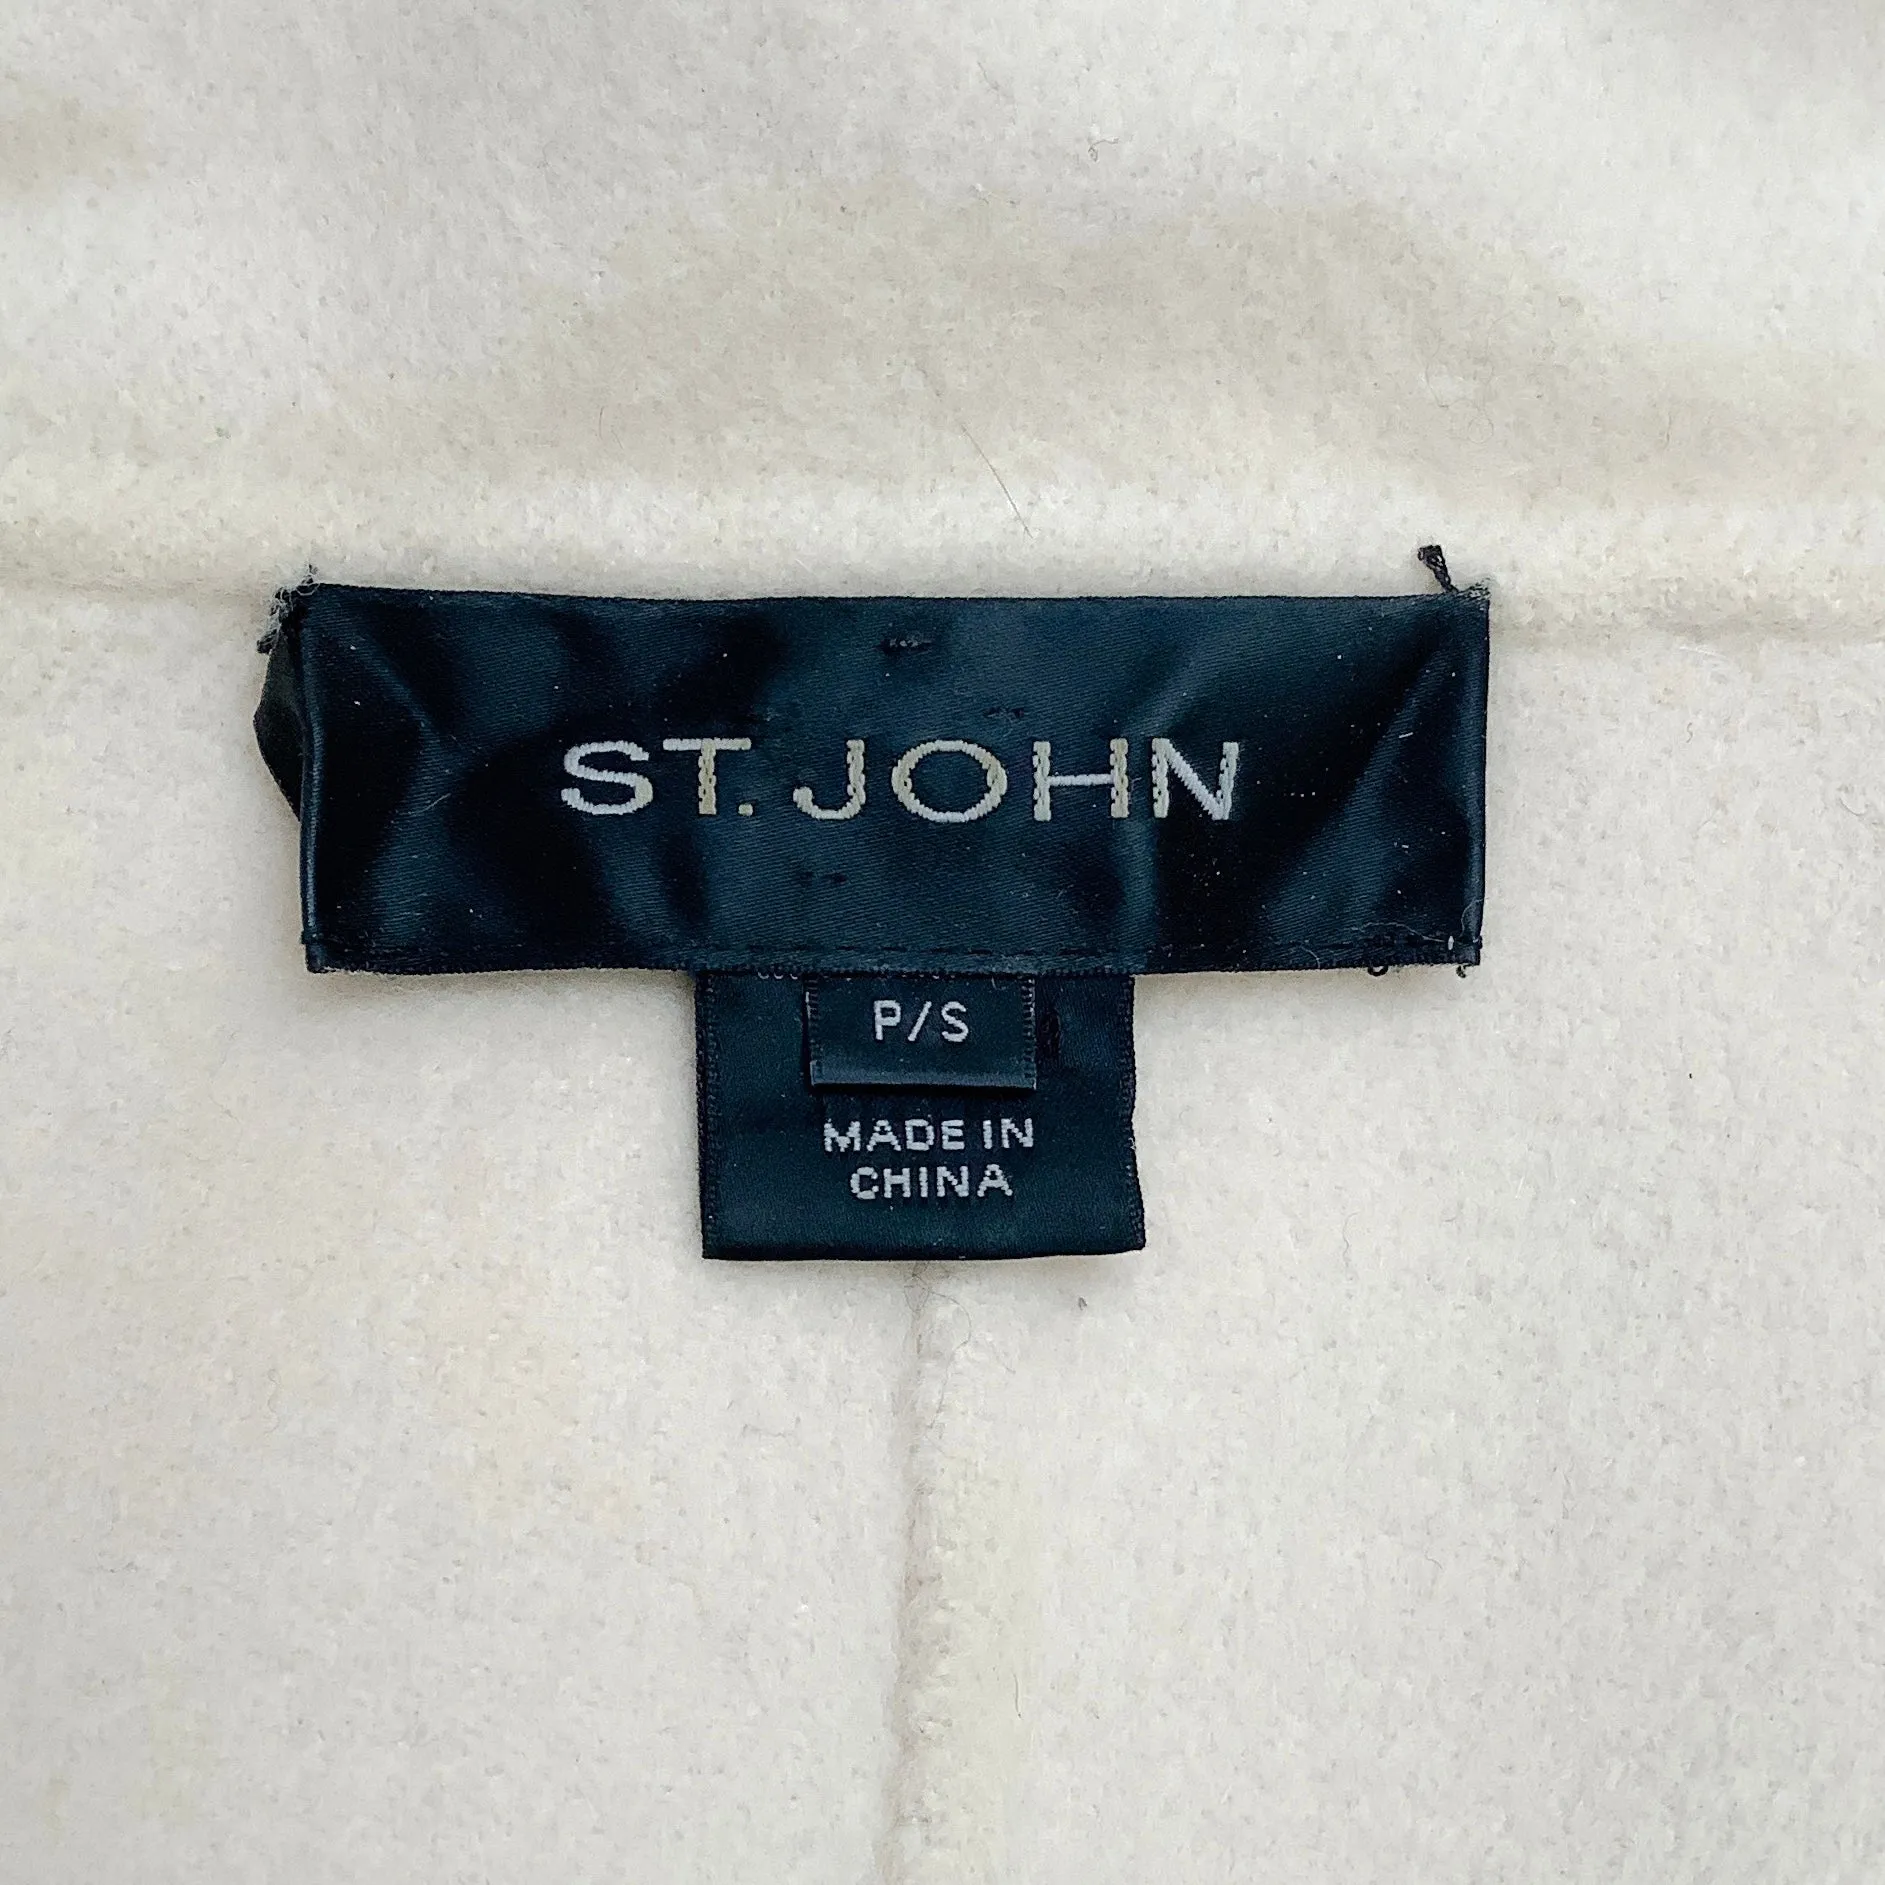 ST. JOHN
P/S
MADE IN
CHINA